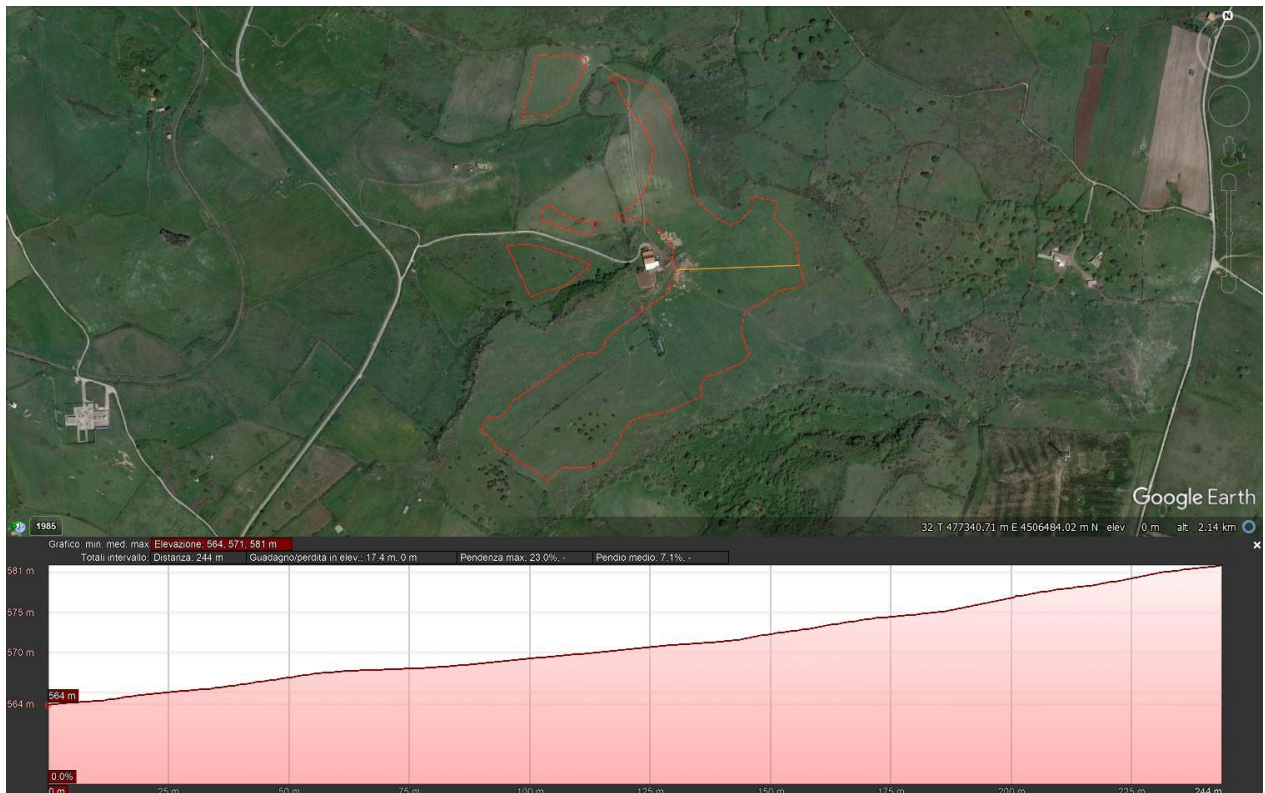 N
Google Earth
1985
32 T 477340.71 m E 4506484.02 m N elev 0 m alt 2.14 km
Grafico: min. med. max Elevazione: 564, 571, 581 m
Totali intervallo: Distanza: 244 m Guadagno/perdita in elev.: 17.4 m, 0 m Pendenza max: 23.0%, - Pendio medio: 7.1%, -
581 m
575 m
570 m
564 m
564 m
0.0%
0 m 25 m 50 m 75 m 100 m 125 m 150 m 175 m 200 m 225 m 244 m